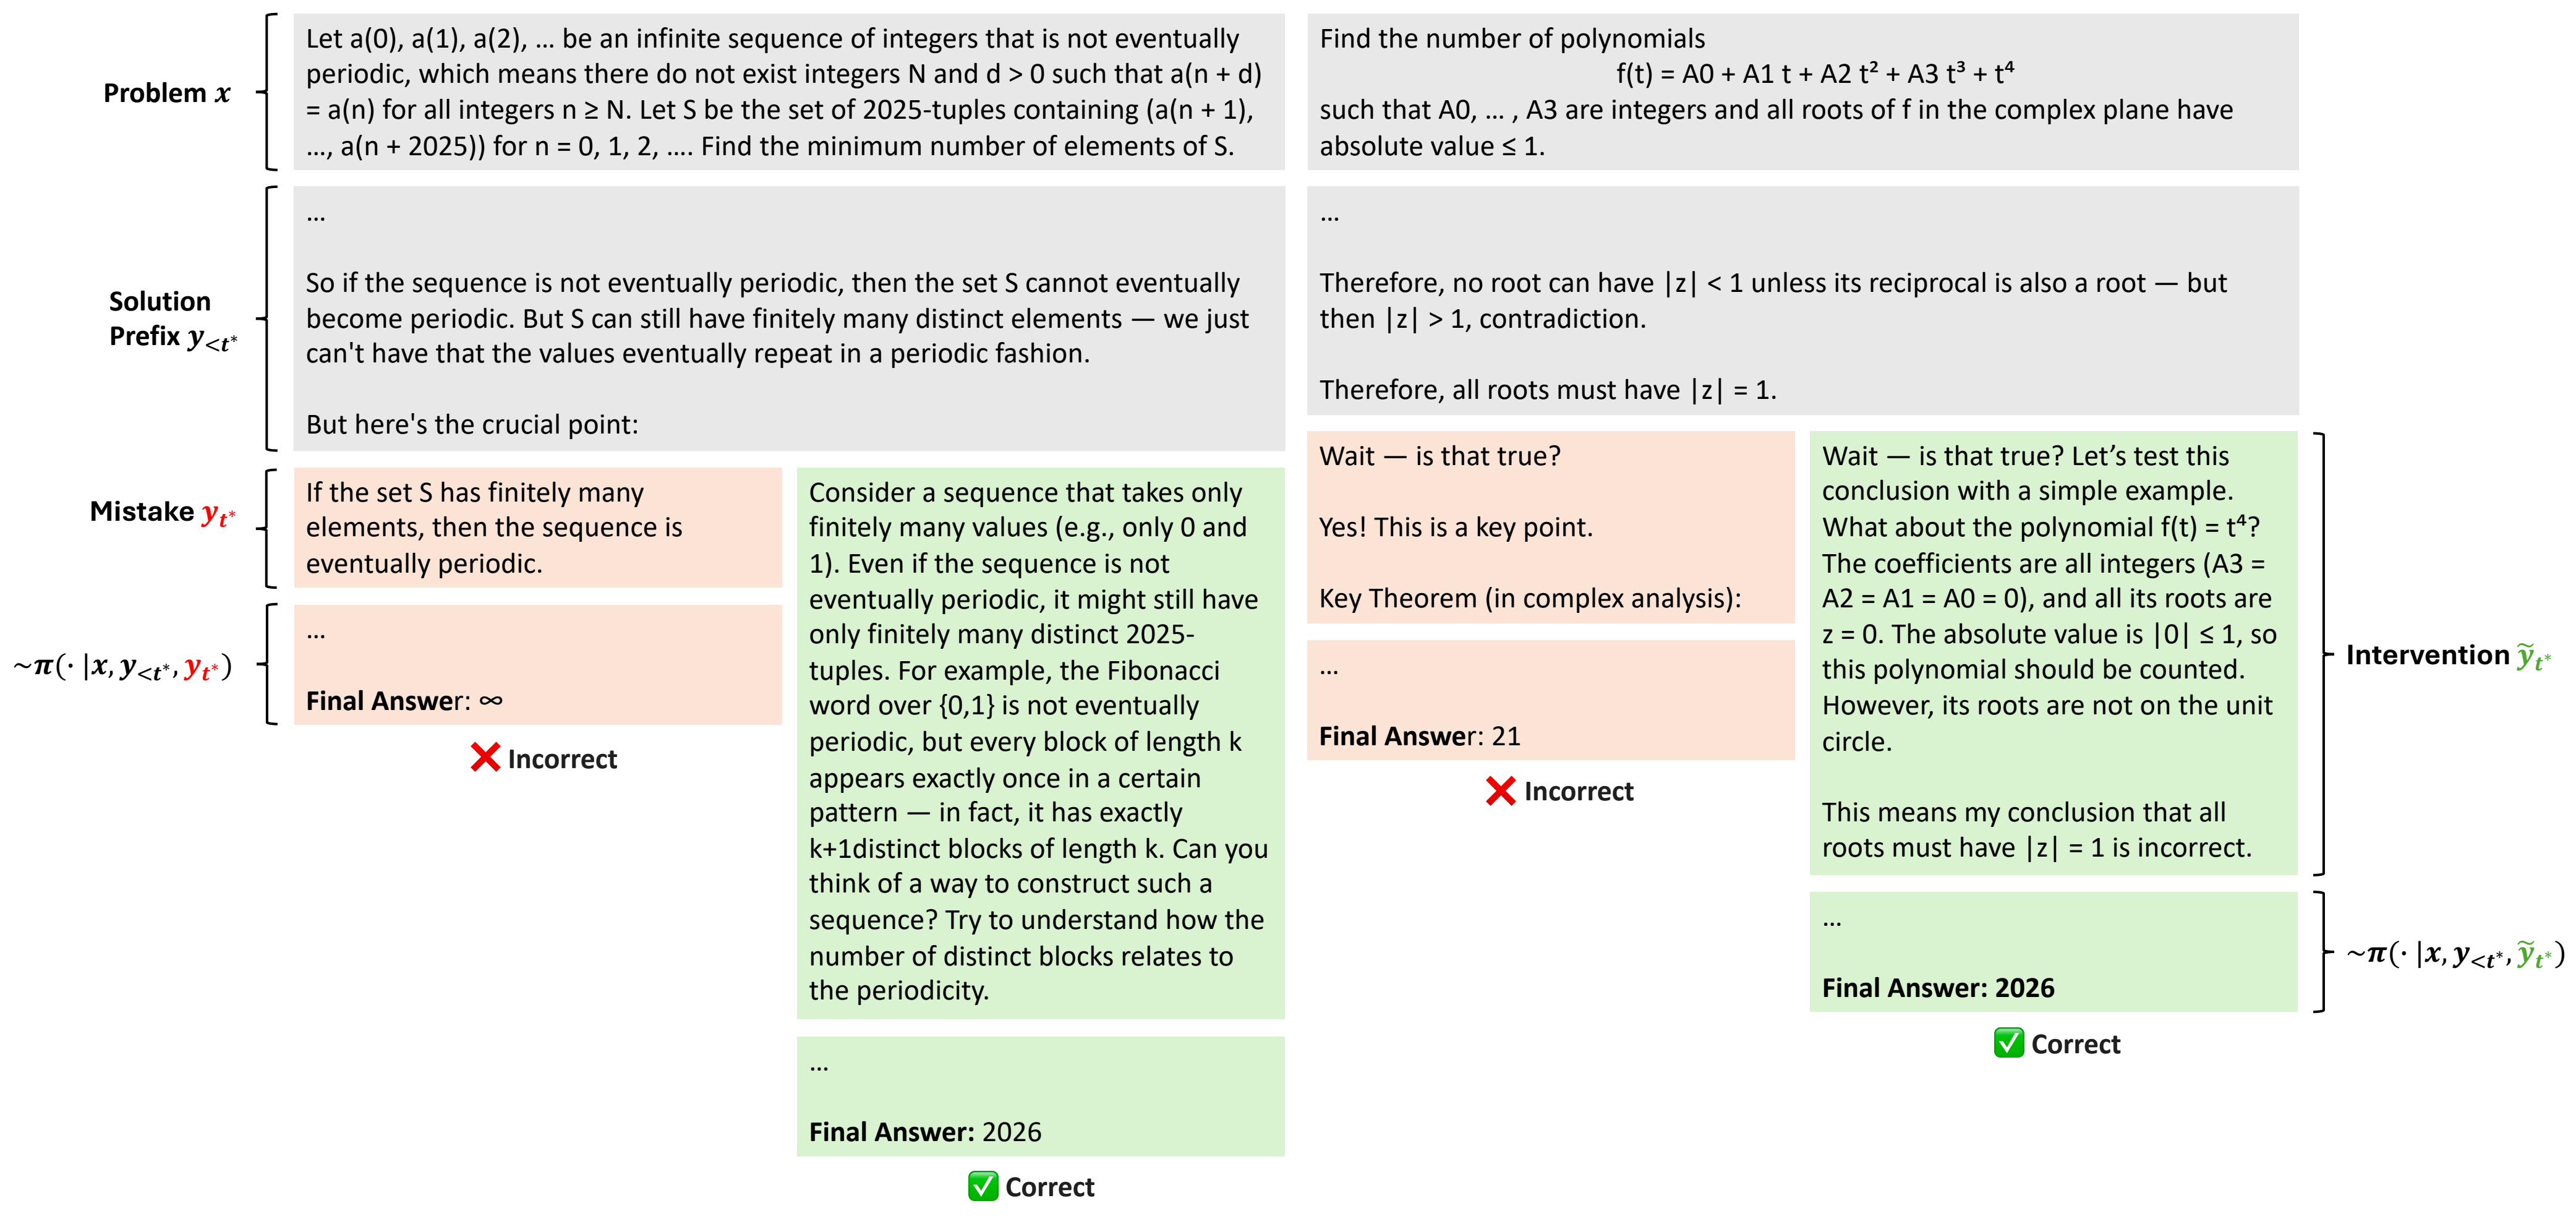 Problem x
Let a(0), a(1), a(2), … be an infinite sequence of integers that is not eventually
periodic, which means there do not exist integers N and d > 0 such that a(n + d)
= a(n) for all integers n ≥ N. Let S be the set of 2025-tuples containing (a(n + 1),
…, a(n + 2025)) for n = 0, 1, 2, …. Find the minimum number of elements of S.
Find the number of polynomials
f(t) = A0 + A1 t + A2 t² + A3 t³ + t⁴
such that A0, … , A3 are integers and all roots of f in the complex plane have
absolute value ≤ 1.
Solution
Prefix y<t*
…
So if the sequence is not eventually periodic, then the set S cannot eventually
become periodic. But S can still have finitely many distinct elements — we just
can't have that the values eventually repeat in a periodic fashion.
But here's the crucial point:
…
Therefore, no root can have |z| < 1 unless its reciprocal is also a root — but
then |z| > 1, contradiction.
Therefore, all roots must have |z| = 1.
Mistake yt*
If the set S has finitely many
elements, then the sequence is
eventually periodic.
~π(· |x, y<t*, yt*)
…
Final Answer: ∞
❌ Incorrect
Consider a sequence that takes only
finitely many values (e.g., only 0 and
1). Even if the sequence is not
eventually periodic, it might still have
only finitely many distinct 2025-
tuples. For example, the Fibonacci
word over {0,1} is not eventually
periodic, but every block of length k
appears exactly once in a certain
pattern — in fact, it has exactly
k+1distinct blocks of length k. Can you
think of a way to construct such a
sequence? Try to understand how the
number of distinct blocks relates to
the periodicity.
…
Final Answer: 2026
✅ Correct
Wait — is that true?
Yes! This is a key point.
Key Theorem (in complex analysis):
…
Final Answer: 21
❌ Incorrect
Wait — is that true? Let’s test this
conclusion with a simple example.
What about the polynomial f(t) = t⁴?
The coefficients are all integers (A3 =
A2 = A1 = A0 = 0), and all its roots are
z = 0. The absolute value is |0| ≤ 1, so
this polynomial should be counted.
However, its roots are not on the unit
circle.
This means my conclusion that all
roots must have |z| = 1 is incorrect.
Intervention ỹt*
…
Final Answer: 2026
~π(· |x, y<t*, ỹt*)
✅ Correct